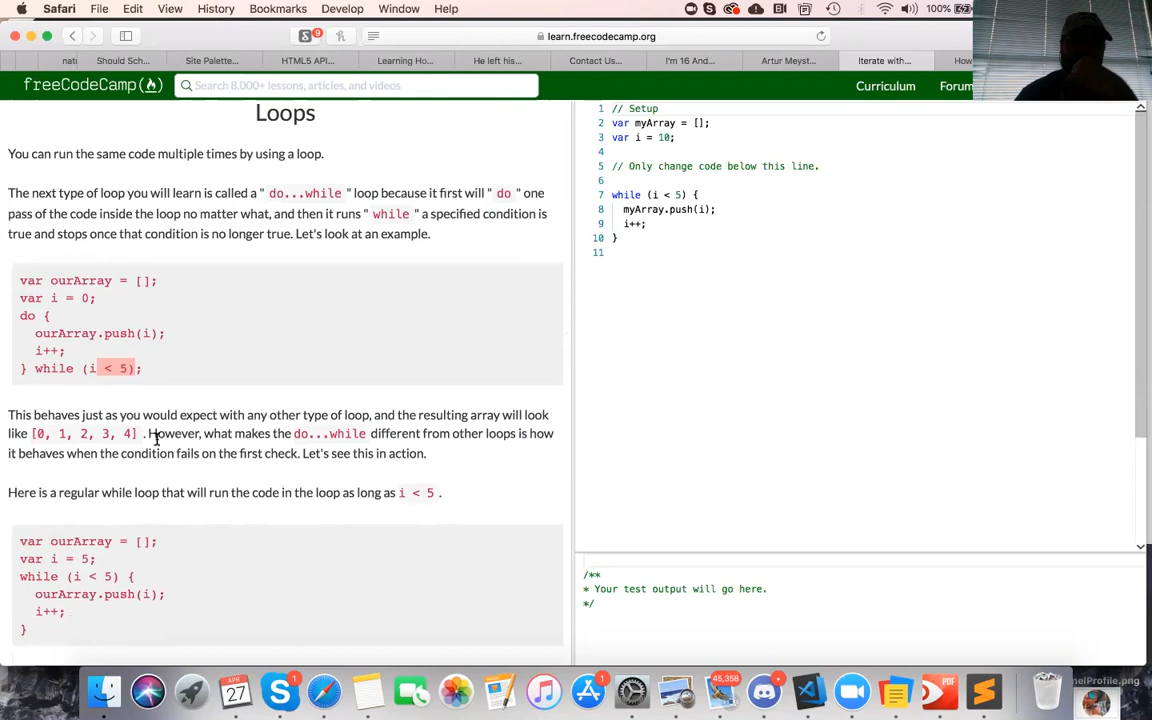 Safari File Edit View History Bookmarks Develop Window Help 100%
learn.freecodecamp.org
nati Should Sch... Site Palette... HTML5 API... Learning Ho... He left his... Contact Us... I'm 16 And... Artur Meyst... Iterate with... How
freeCodeCamp Search 8,000+ lessons, articles, and videos Curriculum Forum
Loops
You can run the same code multiple times by using a loop.
The next type of loop you will learn is called a " do...while " loop because it first will " do " one
pass of the code inside the loop no matter what, and then it runs " while " a specified condition is
true and stops once that condition is no longer true. Let's look at an example.
var ourArray = [];
var i = 0;
do {
ourArray.push(i);
i++;
} while (i < 5);
This behaves just as you would expect with any other type of loop, and the resulting array will look
like [0, 1, 2, 3, 4] . However, what makes the do...while different from other loops is how
it behaves when the condition fails on the first check. Let's see this in action.
Here is a regular while loop that will run the code in the loop as long as i < 5 .
var ourArray = [];
var i = 5;
while (i < 5) {
ourArray.push(i);
i++;
}
1 // Setup
2 var myArray = [];
3 var i = 10;
4
5 // Only change code below this line.
6
7 while (i < 5) {
8 myArray.push(i);
9 i++;
10 }
11
/**
* Your test output will go here.
*/
9
APR
27
1
1
45,358
PDF
nelProfile.png